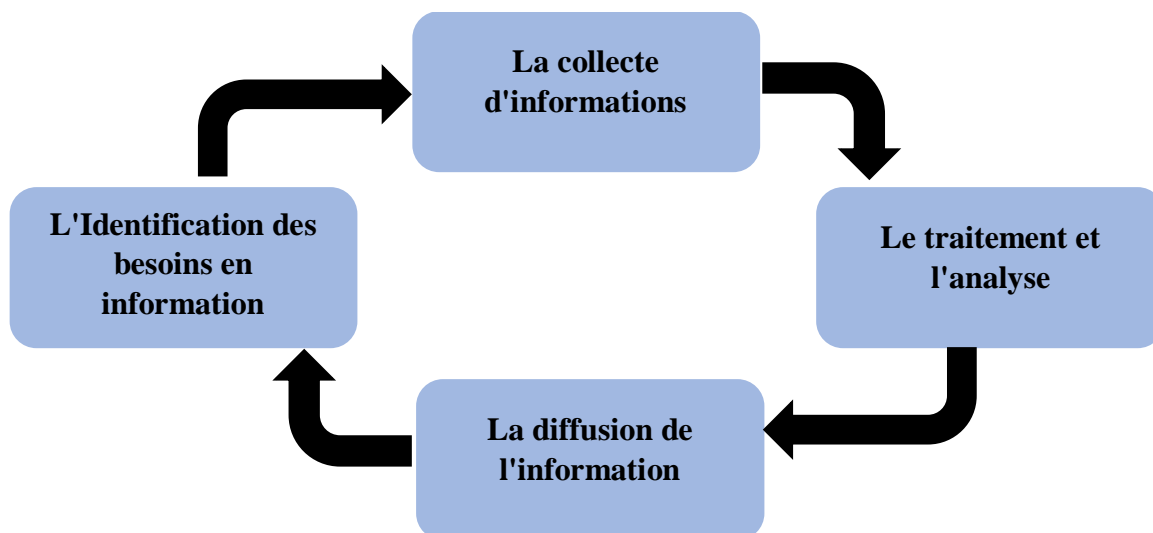 La collecte
d'informations
L'Identification des
besoins en
information
Le traitement et
l'analyse
La diffusion de
l'information